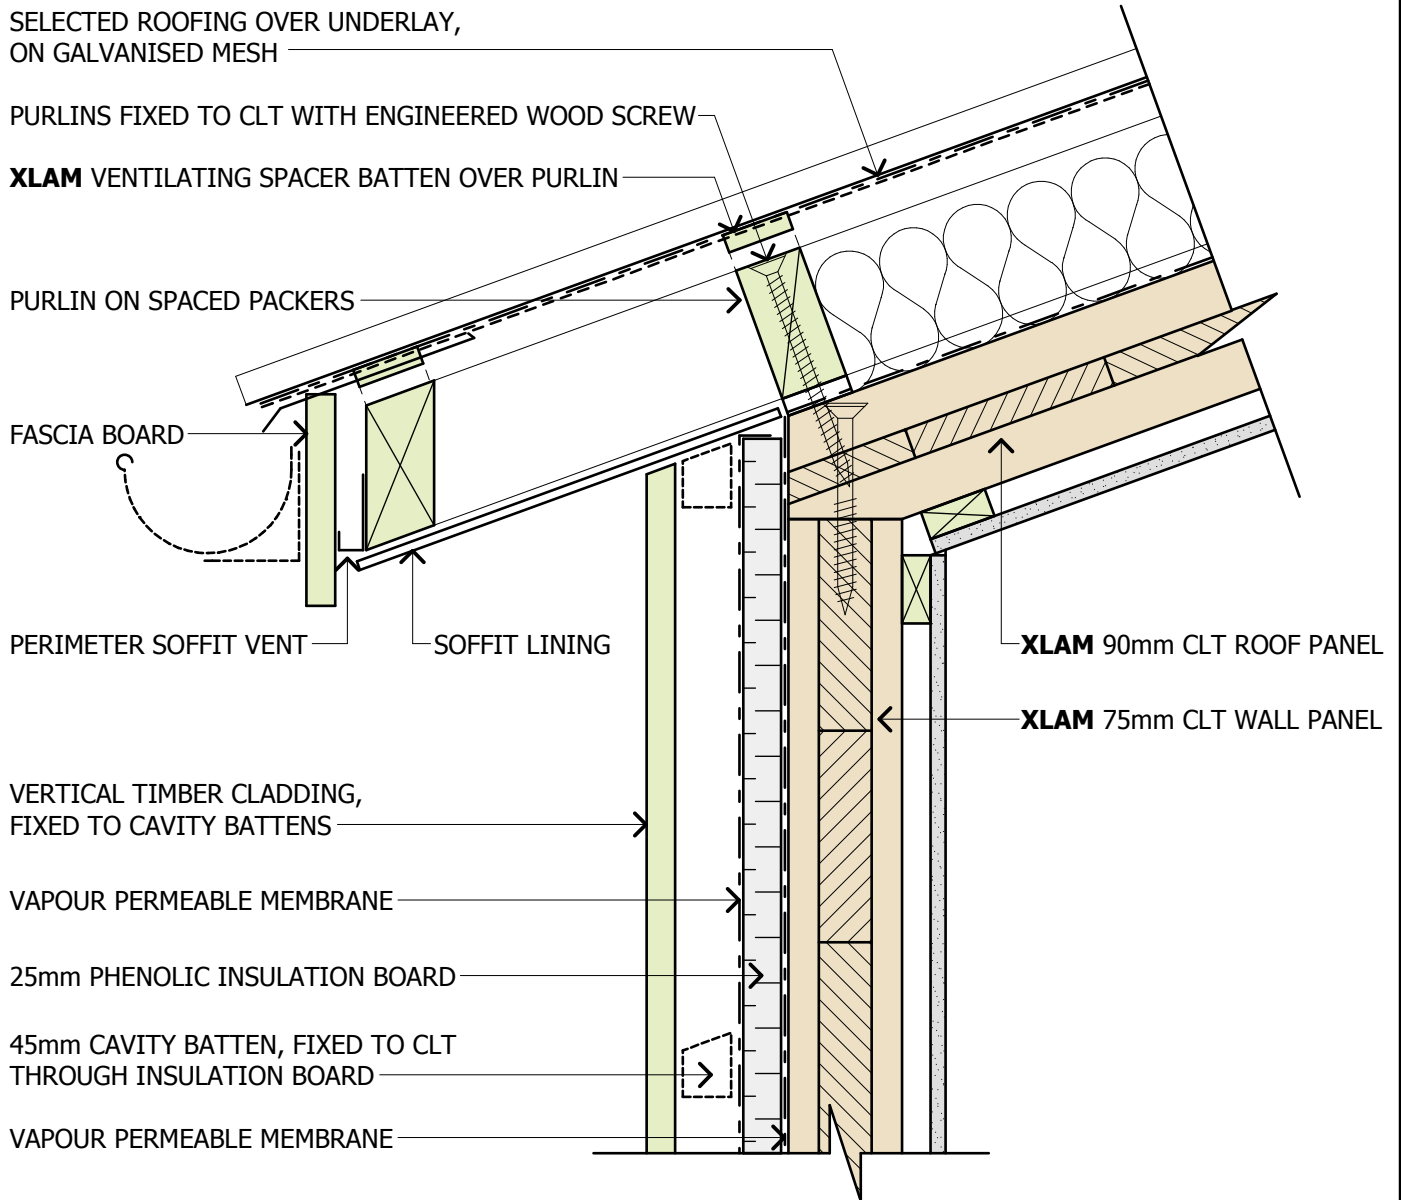 SELECTED ROOFING OVER UNDERLAY,
ON GALVANISED MESH
PURLINS FIXED TO CLT WITH ENGINEERED WOOD SCREW
XLAM VENTILATING SPACER BATTEN OVER PURLIN
PURLIN ON SPACED PACKERS
FASCIA BOARD
PERIMETER SOFFIT VENT
SOFFIT LINING
XLAM 90mm CLT ROOF PANEL
XLAM 75mm CLT WALL PANEL
VERTICAL TIMBER CLADDING,
FIXED TO CAVITY BATTENS
VAPOUR PERMEABLE MEMBRANE
25mm PHENOLIC INSULATION BOARD
45mm CAVITY BATTEN, FIXED TO CLT
THROUGH INSULATION BOARD
VAPOUR PERMEABLE MEMBRANE